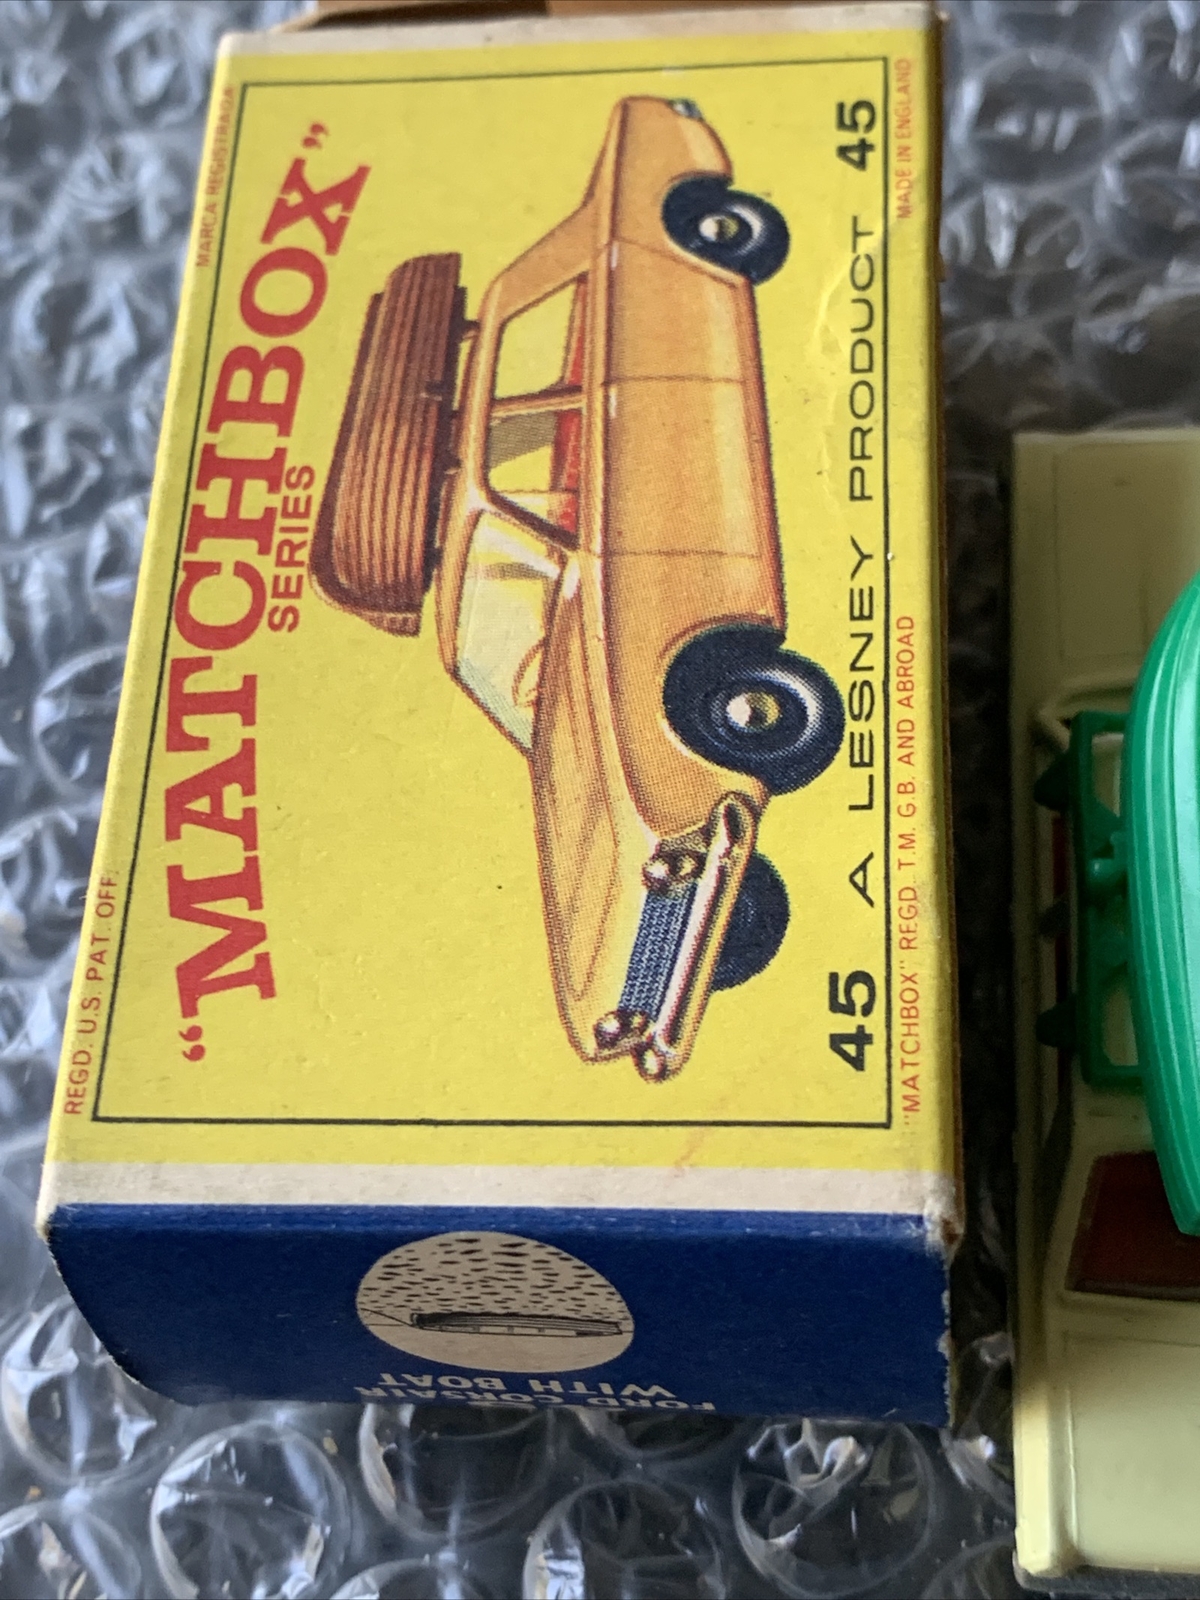 REGD. U.S. PAT. OFF. MARCA REGISTRADA
"MATCHBOX"
SERIES
45 A LESNEY PRODUCT 45
"MATCHBOX" REGD. T.M. G.B. AND ABROAD MADE IN ENGLAND
FORD CORSAIR
WITH BOAT